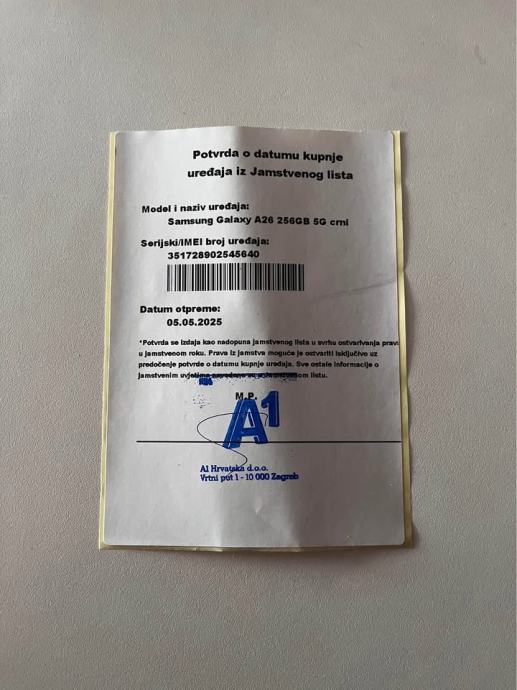 Potvrda o datumu kupnje
uređaja iz Jamstvenog lista
Model i naziv uređaja:
Samsung Galaxy A26 256GB 5G crni
Serijski/IMEI broj uređaja:
351728902545640
Datum otpreme:
05.05.2025
*Potvrda se izdaje kao nadopuna jamstvenog lista u svrhu ostvarivanja prava
u jamstvenom roku. Prava iz jamstva moguće je ostvariti isključivo uz
predočenje potvrde o datumu kupnje uređaja. Sve ostale informacije o
jamstvenim uvjetima listu.
M.P.
A1
A1 Hrvatska d.o.o.
Vrtni put 1 - 10 000 Zagreb